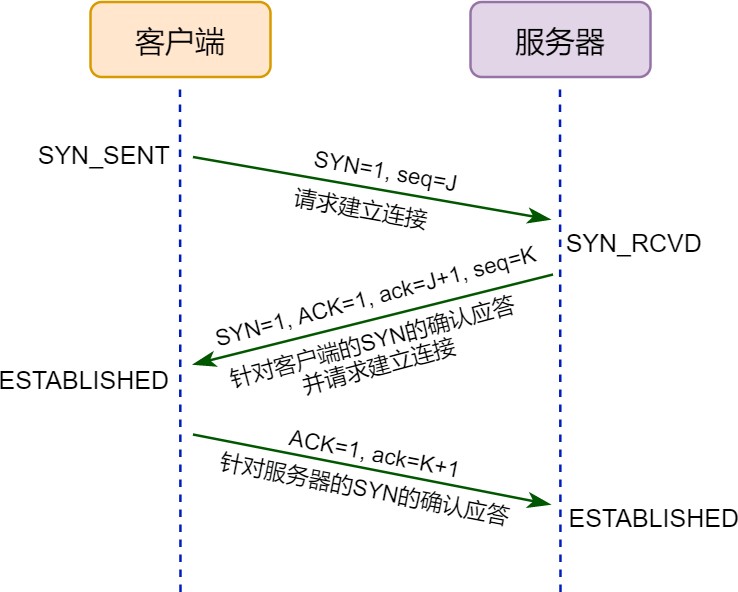 客户端
服务器
SYN_SENT
SYN=1, seq=J
请求建立连接
SYN_RCVD
SYN=1, ACK=1, ack=J+1, seq=K
针对客户端的SYN的确认应答
并请求建立连接
ESTABLISHED
ACK=1, ack=K+1
针对服务器的SYN的确认应答
ESTABLISHED